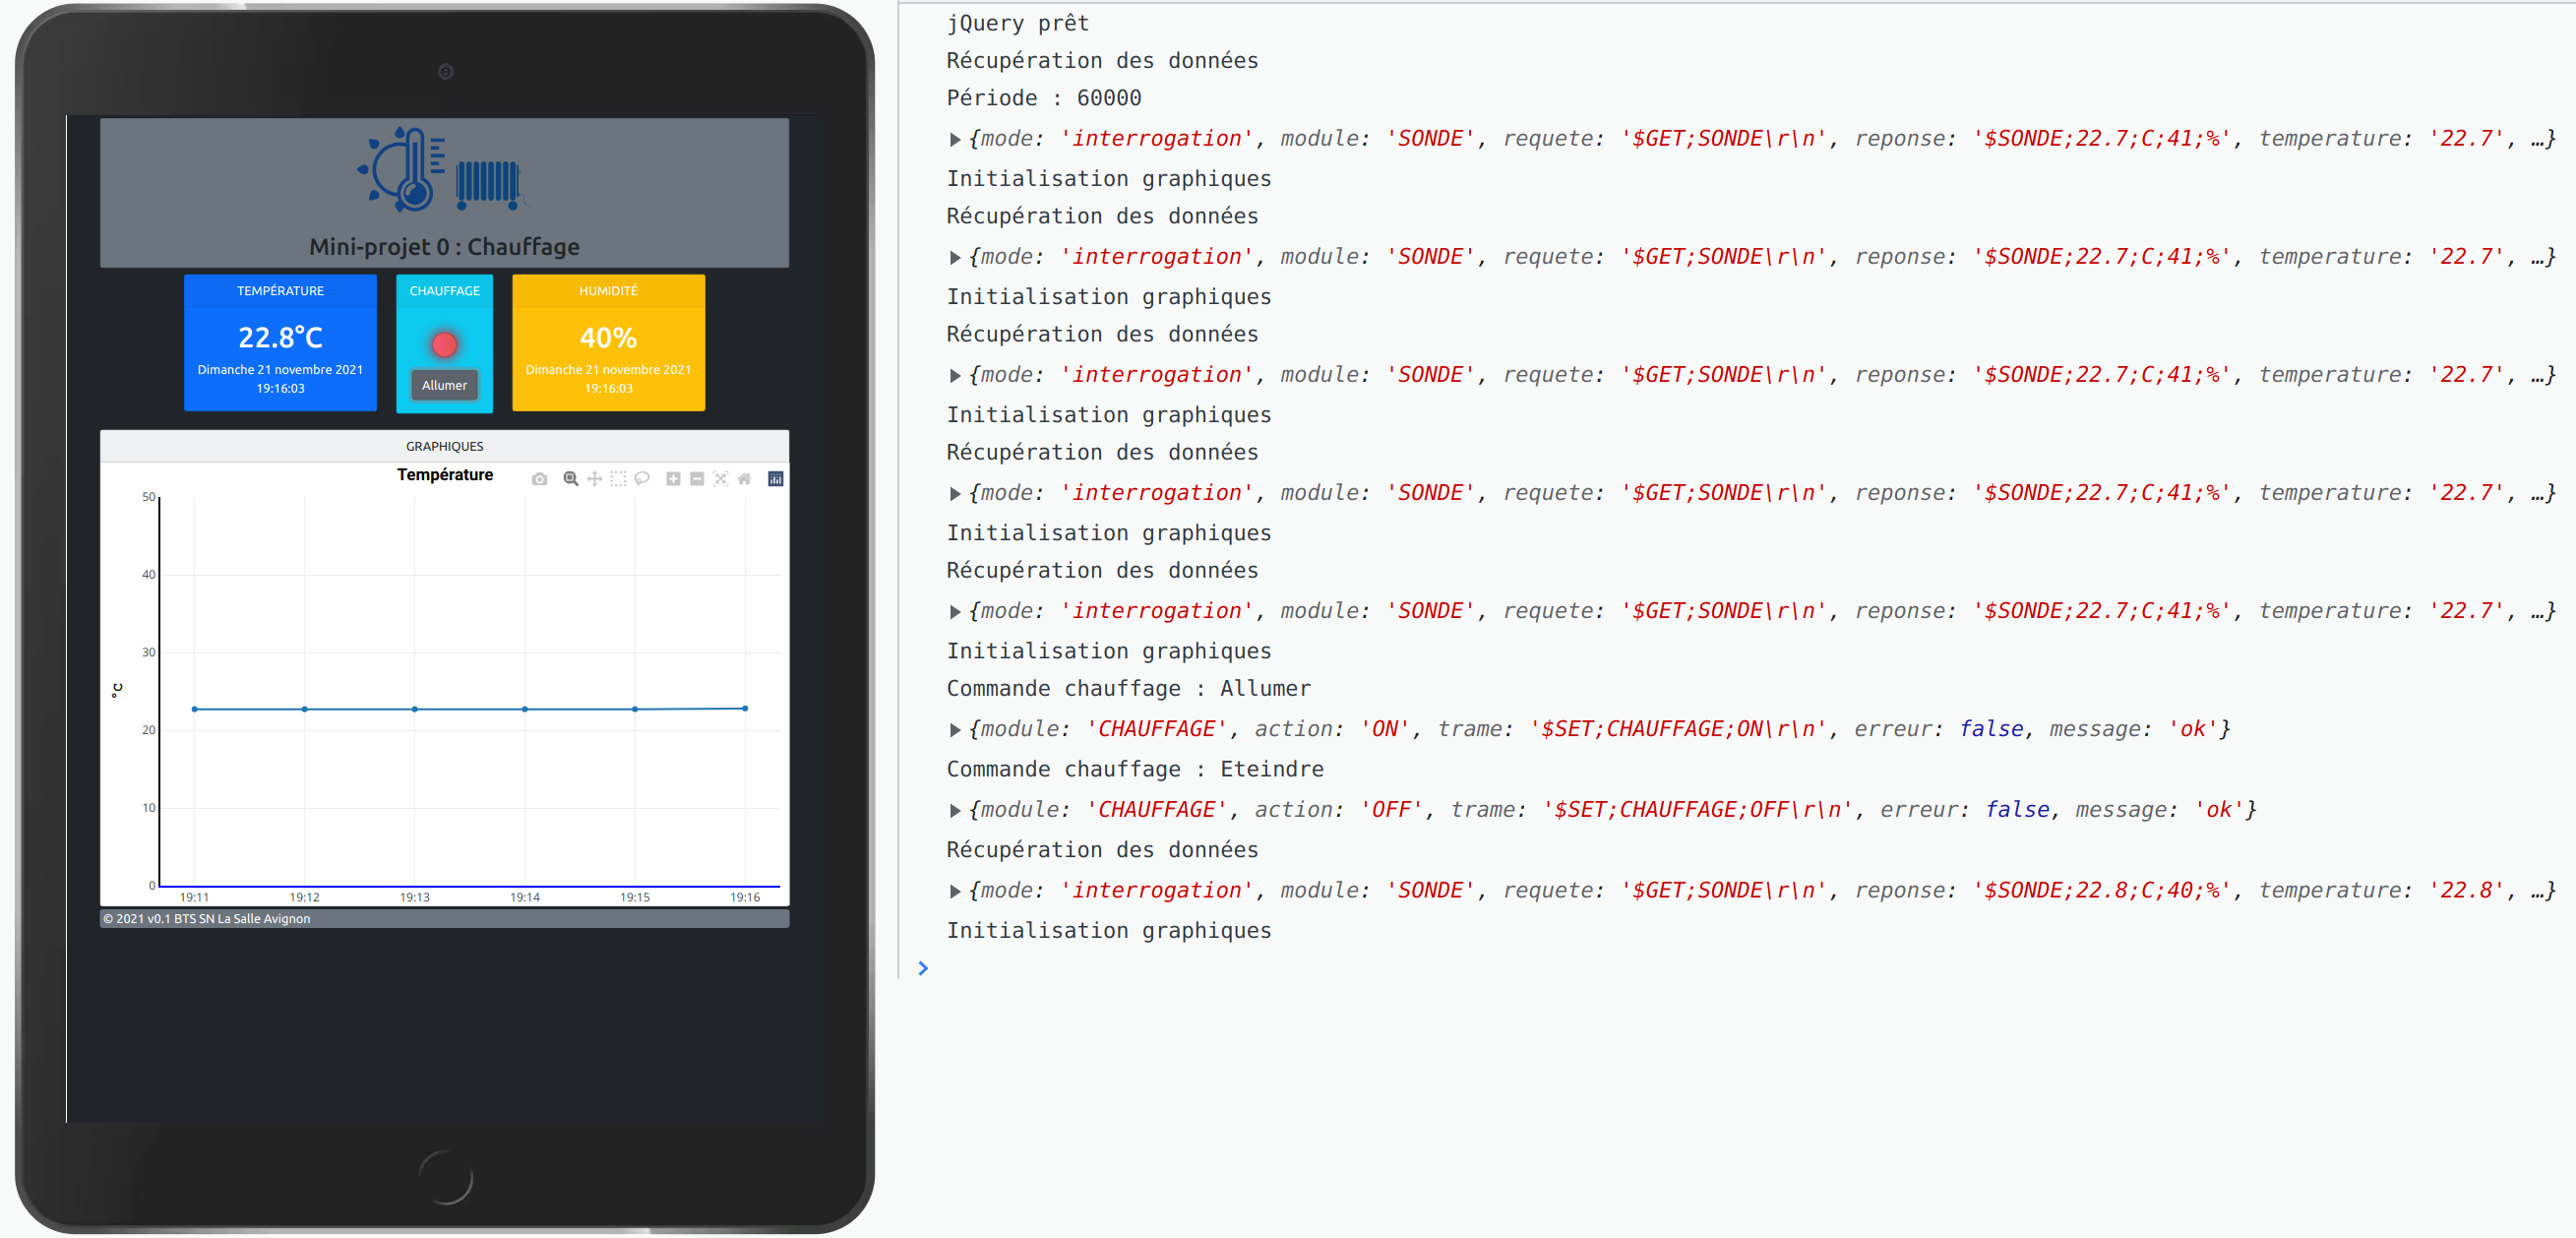 Mini-projet 0 : Chauffage
TEMPÉRATURE
22.8°C
Dimanche 21 novembre 2021
19:16:03
CHAUFFAGE
Allumer
HUMIDITÉ
40%
Dimanche 21 novembre 2021
19:16:03
GRAPHIQUES
Température
50
40
30
20
10
0
°C
19:11 19:12 19:13 19:14 19:15 19:16
© 2021 v0.1 BTS SN La Salle Avignon
jQuery prêt
Récupération des données
Période : 60000
{mode: 'interrogation', module: 'SONDE', requete: '$GET;SONDE\r\n', reponse: '$SONDE;22.7;C;41;%', temperature: '22.7', …}
Initialisation graphiques
Récupération des données
{mode: 'interrogation', module: 'SONDE', requete: '$GET;SONDE\r\n', reponse: '$SONDE;22.7;C;41;%', temperature: '22.7', …}
Initialisation graphiques
Récupération des données
{mode: 'interrogation', module: 'SONDE', requete: '$GET;SONDE\r\n', reponse: '$SONDE;22.7;C;41;%', temperature: '22.7', …}
Initialisation graphiques
Récupération des données
{mode: 'interrogation', module: 'SONDE', requete: '$GET;SONDE\r\n', reponse: '$SONDE;22.7;C;41;%', temperature: '22.7', …}
Initialisation graphiques
Récupération des données
{mode: 'interrogation', module: 'SONDE', requete: '$GET;SONDE\r\n', reponse: '$SONDE;22.7;C;41;%', temperature: '22.7', …}
Initialisation graphiques
Commande chauffage : Allumer
{module: 'CHAUFFAGE', action: 'ON', trame: '$SET;CHAUFFAGE;ON\r\n', erreur: false, message: 'ok'}
Commande chauffage : Eteindre
{module: 'CHAUFFAGE', action: 'OFF', trame: '$SET;CHAUFFAGE;OFF\r\n', erreur: false, message: 'ok'}
Récupération des données
{mode: 'interrogation', module: 'SONDE', requete: '$GET;SONDE\r\n', reponse: '$SONDE;22.8;C;40;%', temperature: '22.8', …}
Initialisation graphiques